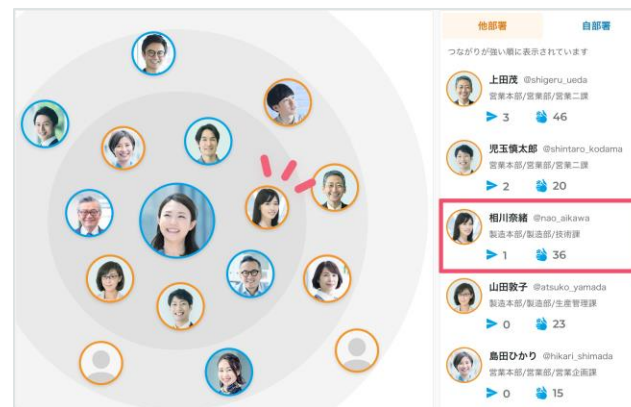 他部署 自部署
つながりが強い順に表示されています
上田茂 @shigeru_ueda
営業本部/営業部/営業二課
3 46
児玉慎太郎 @shintaro_kodama
営業本部/営業部/営業二課
2 20
相川奈緒 @nao_aikawa
製造本部/製造部/技術課
1 36
山田敦子 @atsuko_yamada
製造本部/製造部/生産管理課
0 23
島田ひかり @hikari_shimada
営業本部/営業部/営業企画課
0 15